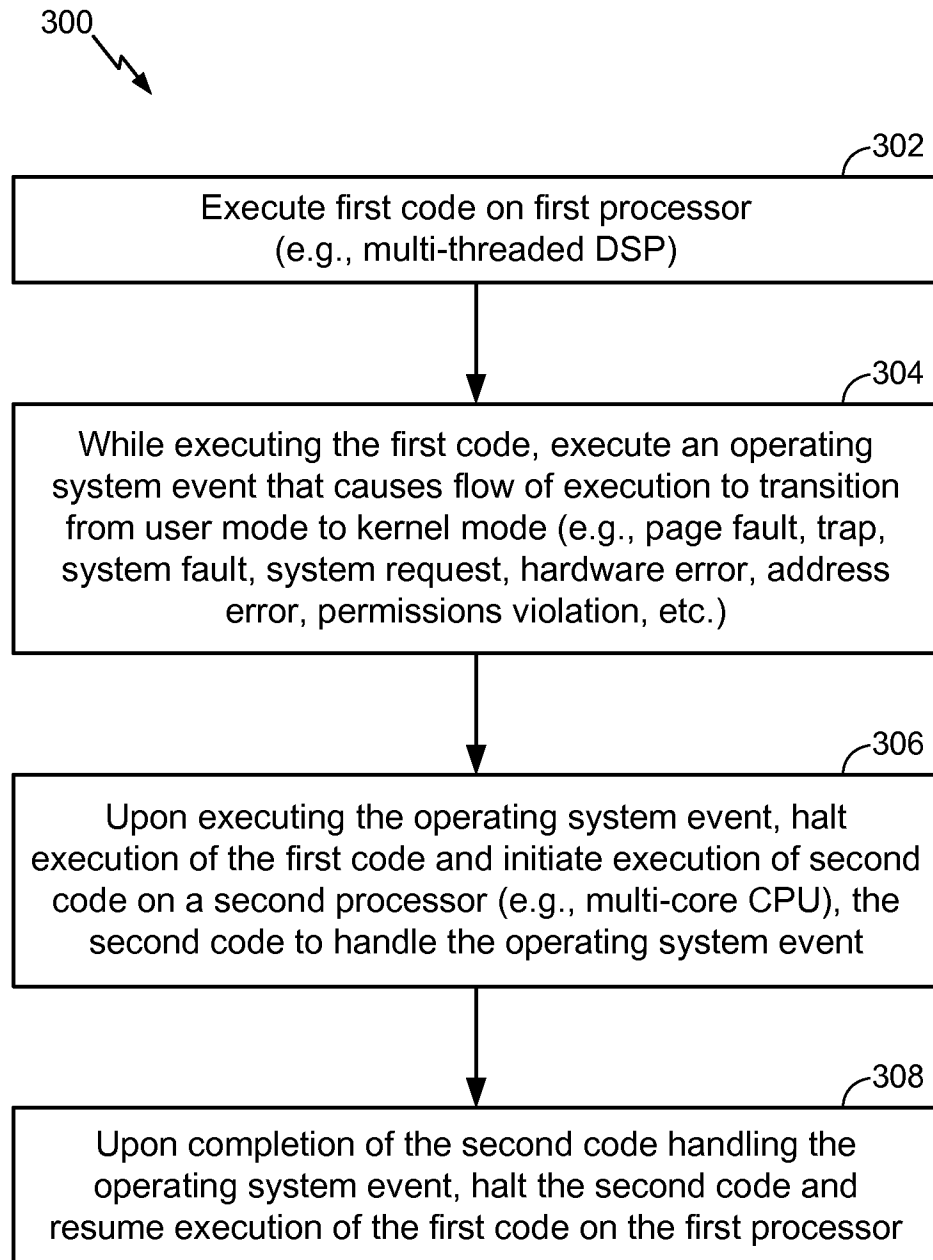 300
302
Execute first code on first processor
(e.g., multi-threaded DSP)
304
While executing the first code, execute an operating
system event that causes flow of execution to transition
from user mode to kernel mode (e.g., page fault, trap,
system fault, system request, hardware error, address
error, permissions violation, etc.)
306
Upon executing the operating system event, halt
execution of the first code and initiate execution of second
code on a second processor (e.g., multi-core CPU), the
second code to handle the operating system event
308
Upon completion of the second code handling the
operating system event, halt the second code and
resume execution of the first code on the first processor